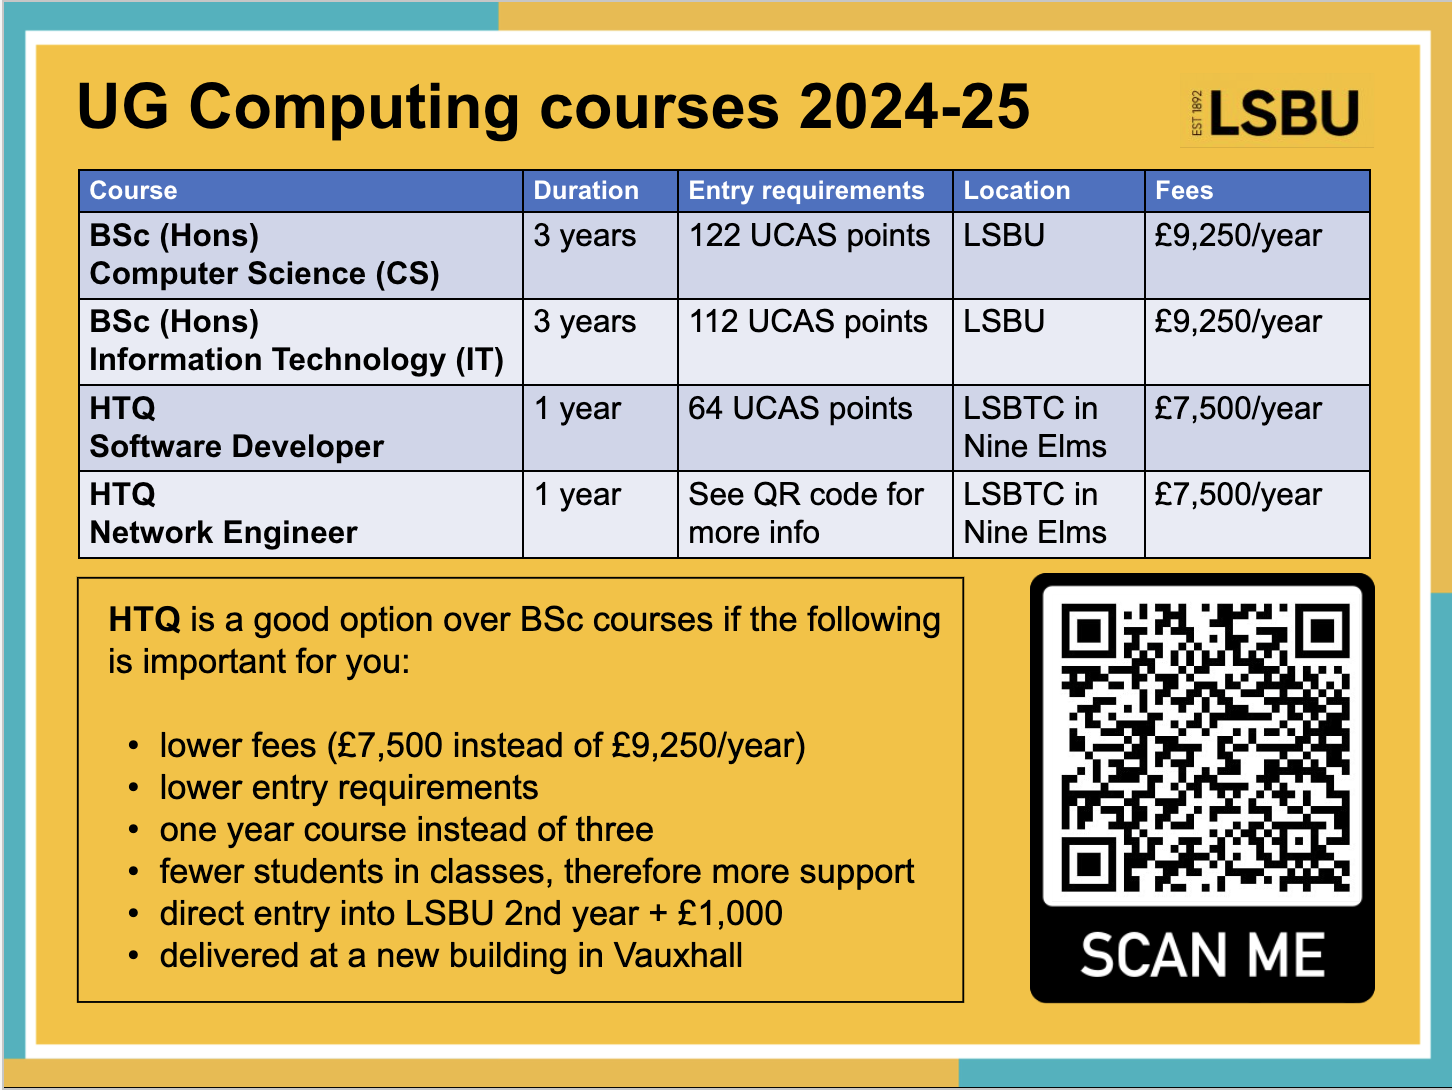 UG Computing courses 2024-25
EST 1892
LSBU
Course Duration Entry requirements Location Fees
BSc (Hons) 3 years 122 UCAS points LSBU £9,250/year
Computer Science (CS)
BSc (Hons) 3 years 112 UCAS points LSBU £9,250/year
Information Technology (IT)
HTQ 1 year 64 UCAS points LSBTC in £7,500/year
Software Developer Nine Elms
HTQ 1 year See QR code for LSBTC in £7,500/year
Network Engineer more info Nine Elms
HTQ is a good option over BSc courses if the following
is important for you:
• lower fees (£7,500 instead of £9,250/year)
• lower entry requirements
• one year course instead of three
• fewer students in classes, therefore more support
• direct entry into LSBU 2nd year + £1,000
• delivered at a new building in Vauxhall
SCAN ME